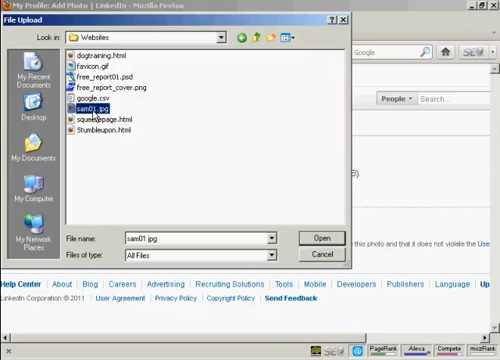 My Profile: Add Photo | LinkedIn - Mozilla Firefox
File Upload
Look in:
Websites
My Recent
Documents
Desktop
My Documents
My Computer
My Network
Places
dogtraining.html
favicon.gif
free_report01.psd
free_report_cover.png
google.csv
sam01.jpg
squeezepage.html
Stumbleupon.html
File name:
sam01.jpg
Open
Files of type:
All Files
Cancel
SEO
People
B).
this photo and that it does not violate the Use
Help Center
About
Blog
Careers
Advertising
Recruiting Solutions
Tools
Mobile
Developers
Publishers
Language
Up
LinkedIn Corporation © 2011
User Agreement
Privacy Policy
Copyright Policy
Send Feedback
PageRank
Alexa
Compete
mozRank